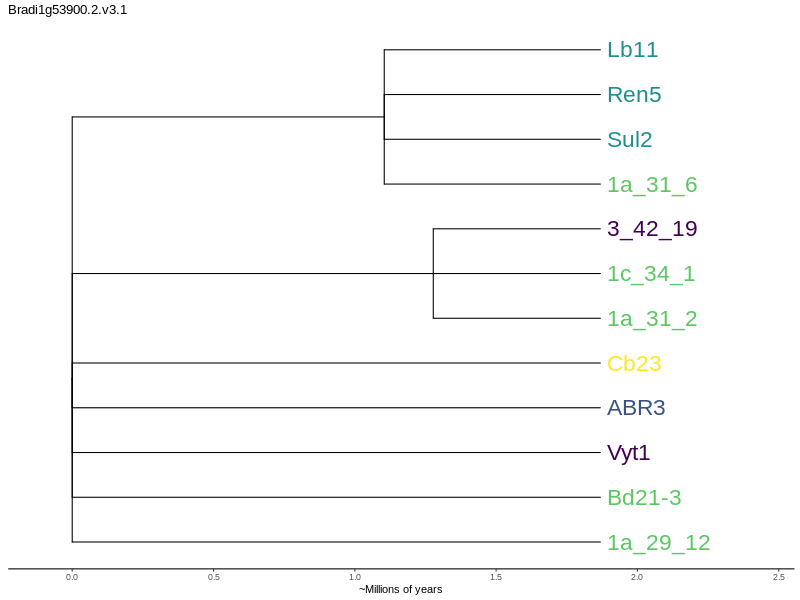 Bradi1g53900.2.v3.1
Lb11
Ren5
Sul2
1a_31_6
3_42_19
1c_34_1
1a_31_2
Cb23
ABR3
Vyt1
Bd21-3
1a_29_12
0.0 0.5 1.0 1.5 2.0 2.5
~Millions of years